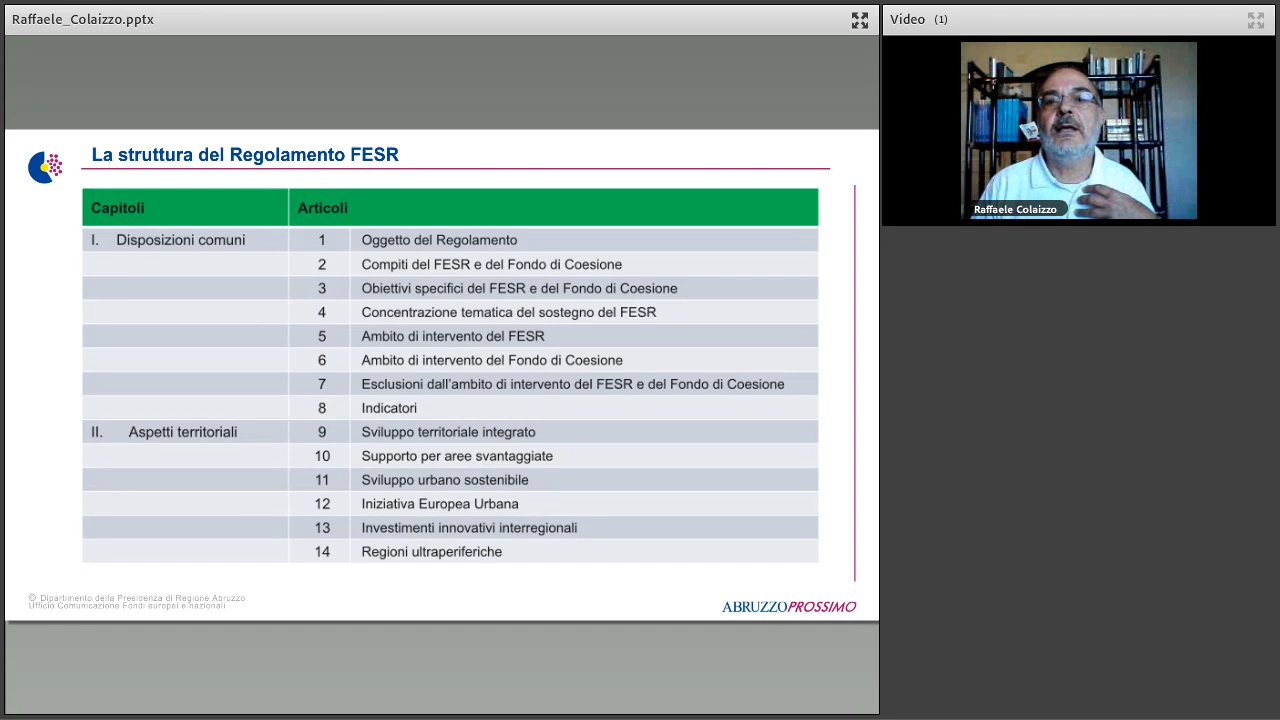 Raffaele_Colaizzo.pptx
Video (1)
Raffaele Colaizzo
La struttura del Regolamento FESR
Capitoli Articoli
I. Disposizioni comuni 1 Oggetto del Regolamento
2 Compiti del FESR e del Fondo di Coesione
3 Obiettivi specifici del FESR e del Fondo di Coesione
4 Concentrazione tematica del sostegno del FESR
5 Ambito di intervento del FESR
6 Ambito di intervento del Fondo di Coesione
7 Esclusioni dall'ambito di intervento del FESR e del Fondo di Coesione
8 Indicatori
II. Aspetti territoriali 9 Sviluppo territoriale integrato
10 Supporto per aree svantaggiate
11 Sviluppo urbano sostenibile
12 Iniziativa Europea Urbana
13 Investimenti innovativi interregionali
14 Regioni ultraperiferiche
© Dipartimento della Presidenza di Regione Abruzzo
Ufficio Comunicazione Fondi europei e nazionali
ABRUZZOPROSSIMO